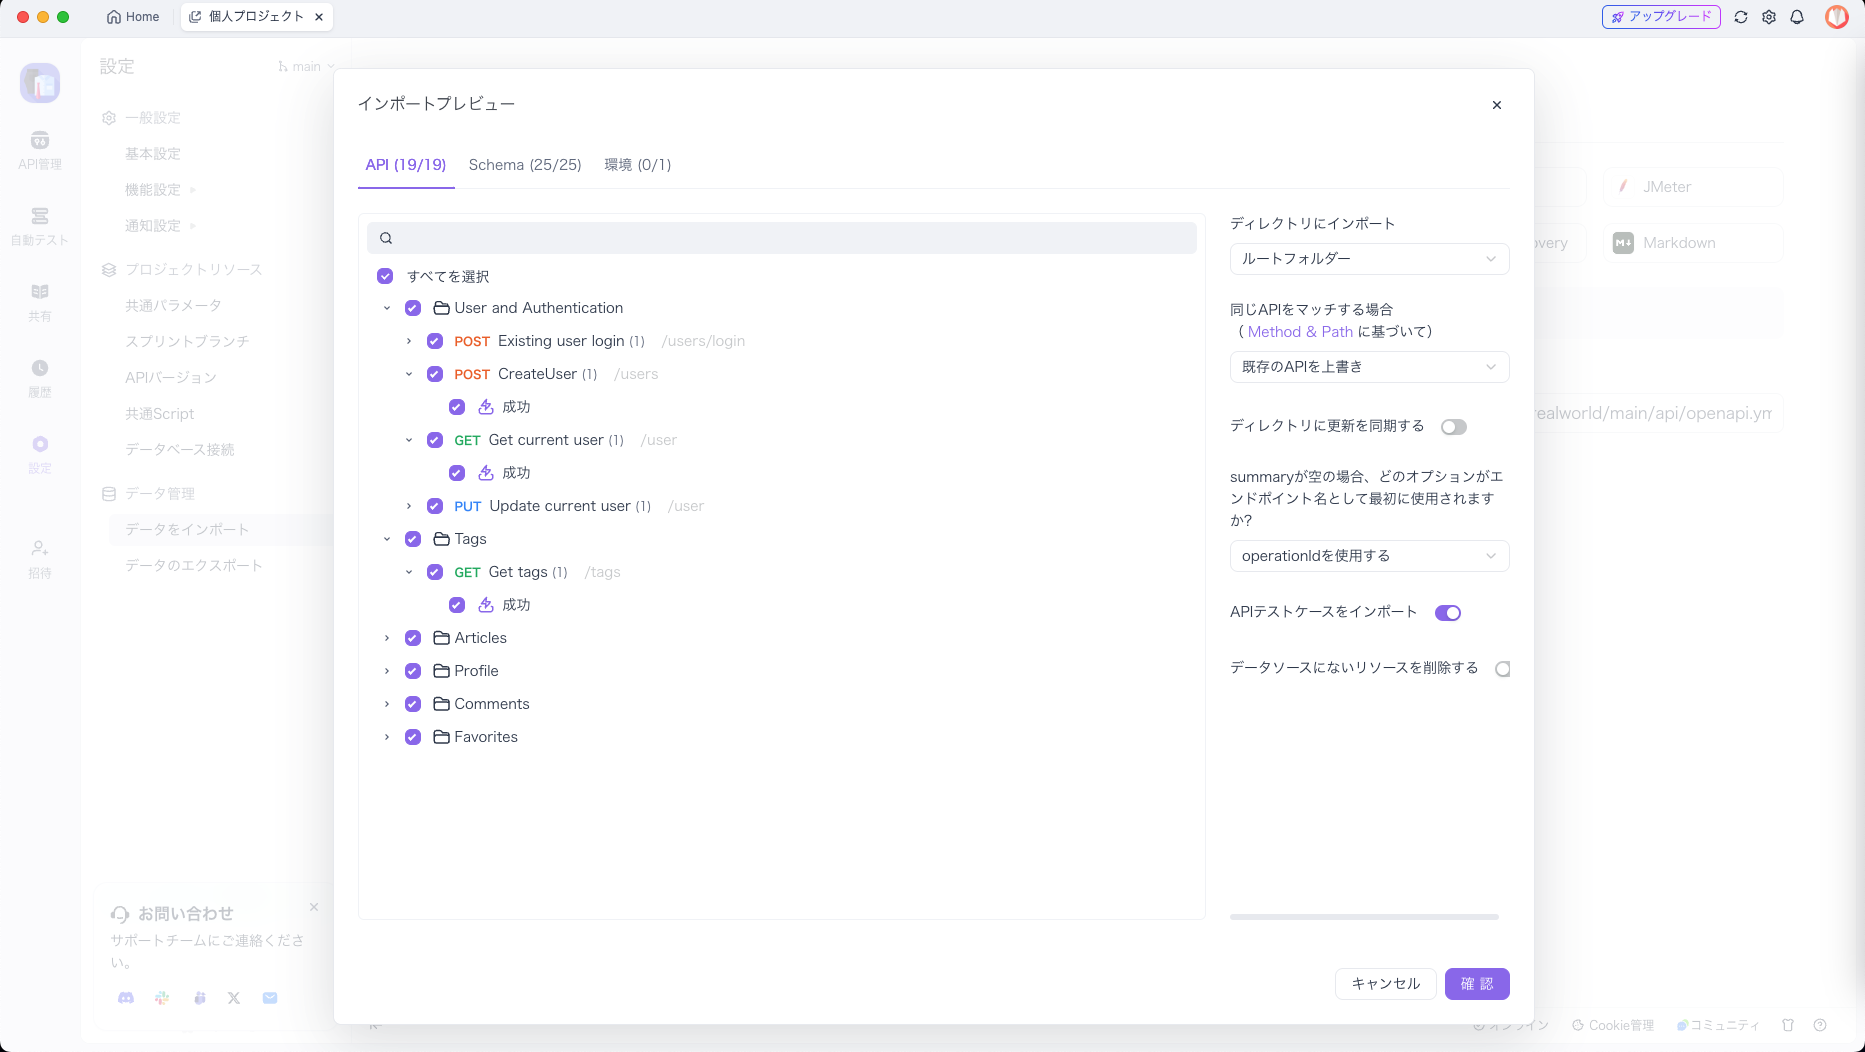 Home
個人プロジェクト
アップグレード
設定
main
API管理
自動テスト
共有
履歴
設定
招待
一般設定
基本設定
機能設定
通知設定
プロジェクトリソース
共通パラメータ
スプリントブランチ
APIバージョン
共通Script
データベース接続
データ管理
データをインポート
データのエクスポート
お問い合わせ
サポートチームにご連絡くださ
い。
インポートプレビュー
API (19/19)
Schema (25/25)
環境 (0/1)
すべてを選択
User and Authentication
POST Existing user login (1) /users/login
POST CreateUser (1) /users
成功
GET Get current user (1) /user
成功
PUT Update current user (1) /user
Tags
GET Get tags (1) /tags
成功
Articles
Profile
Comments
Favorites
ディレクトリにインポート
ルートフォルダー
同じAPIをマッチする場合
（ Method & Path に基づいて）
既存のAPIを上書き
ディレクトリに更新を同期する
summaryが空の場合、どのオプションがエ
ンドポイント名として最初に使用されます
か?
operationIdを使用する
APIテストケースをインポート
データソースにないリソースを削除する
キャンセル
確 認
JMeter
overy
Markdown
ealworld/main/api/openapi.ym
オンライン
Cookie管理
コミュニティ